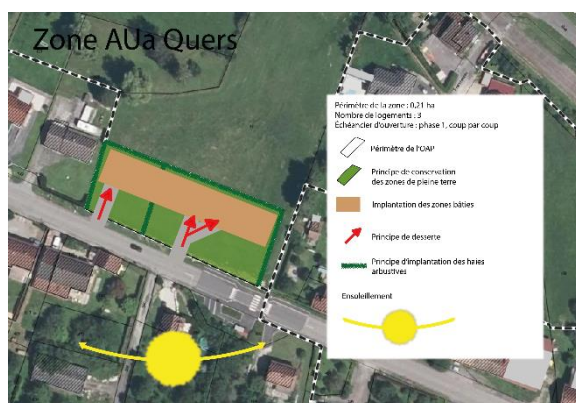 Zone AUa Quers
Périmètre de la zone : 0,21 ha
Nombre de logements : 3
Échéancier d'ouverture : phase 1, coup par coup
Périmètre de l'OAP
Principe de conservation
des zones de pleine terre
Implantation des zones bâties
Principe de desserte
Principe d'implantation des haies
arbustives
Ensoleillement